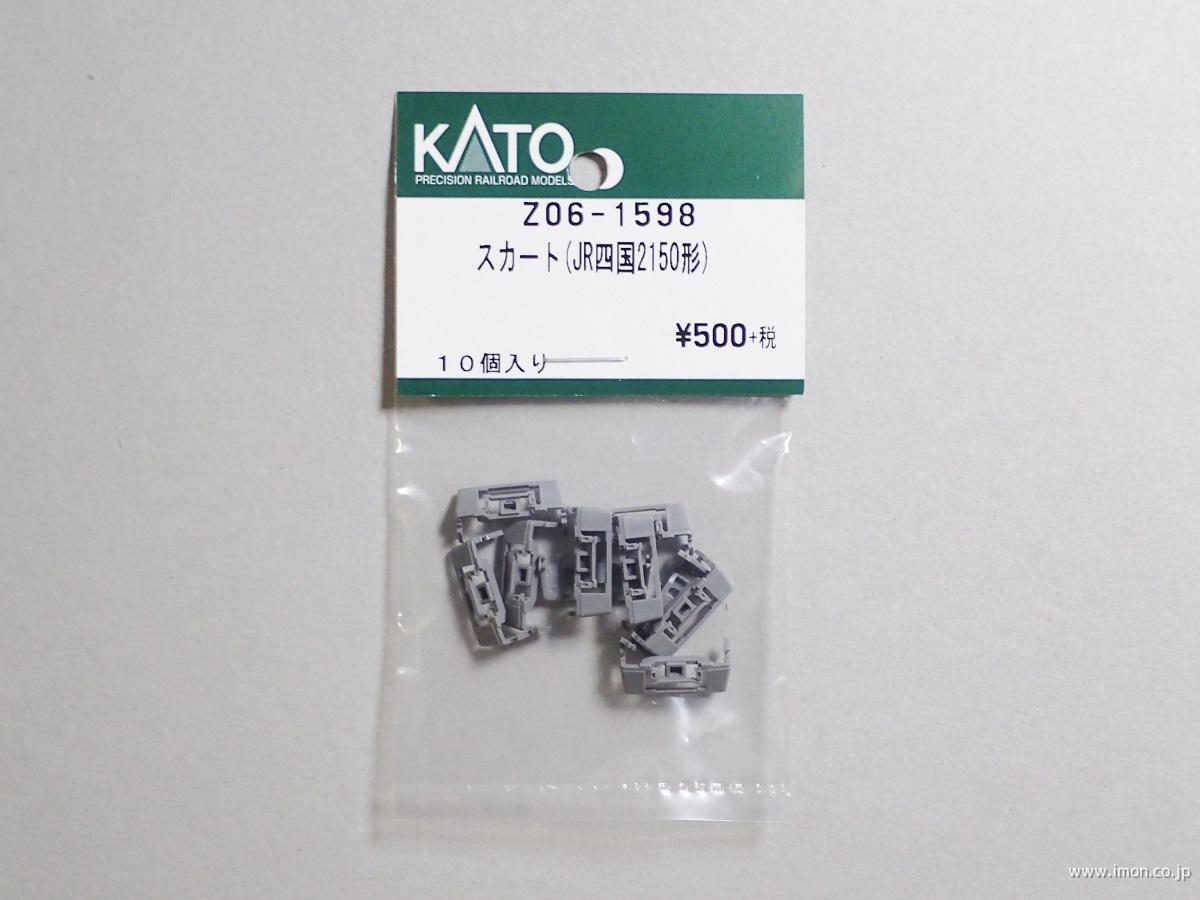 KATO
PRECISION RAILROAD MODELS
Z06-1598
スカート(JR四国2150形)
¥500+税
10個入り
www.imon.co.jp